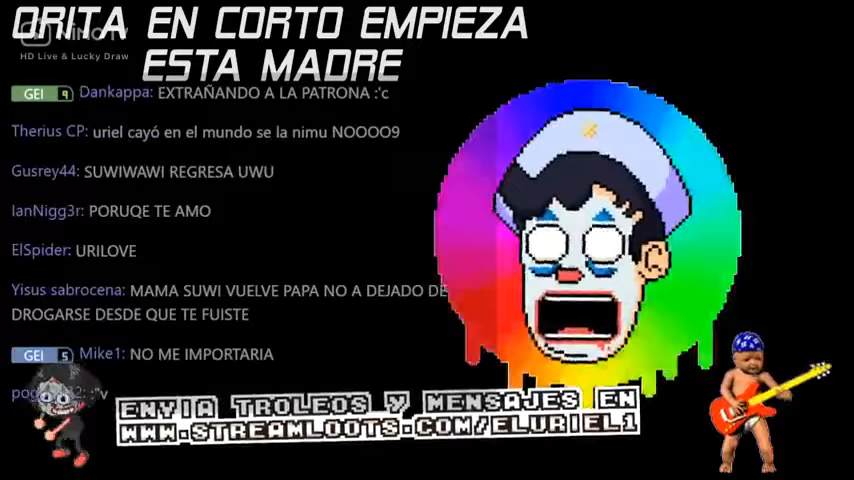 ORITA EN CORTO EMPIEZA
ESTA MADRE
NIMO TV
HD Live & Lucky Draw
GEI 9 Dankappa: EXTRAÑANDO A LA PATRONA :'c
Therius CP: uriel cayó en el mundo se la nimu NOOOO9
Gusrey44: SUWIWAWI REGRESA UWU
IanNigg3r: PORUQE TE AMO
ElSpider: URILOVE
Yisus sabrocena: MAMA SUWI VUELVE PAPA NO A DEJADO DE
DROGARSE DESDE QUE TE FUISTE
GEI 5 Mike1: NO ME IMPORTARIA
:"v
ENVIA TROLEOS Y MENSAJES EN
WWW.STREAMLOOTS.COM/ELURIEL1